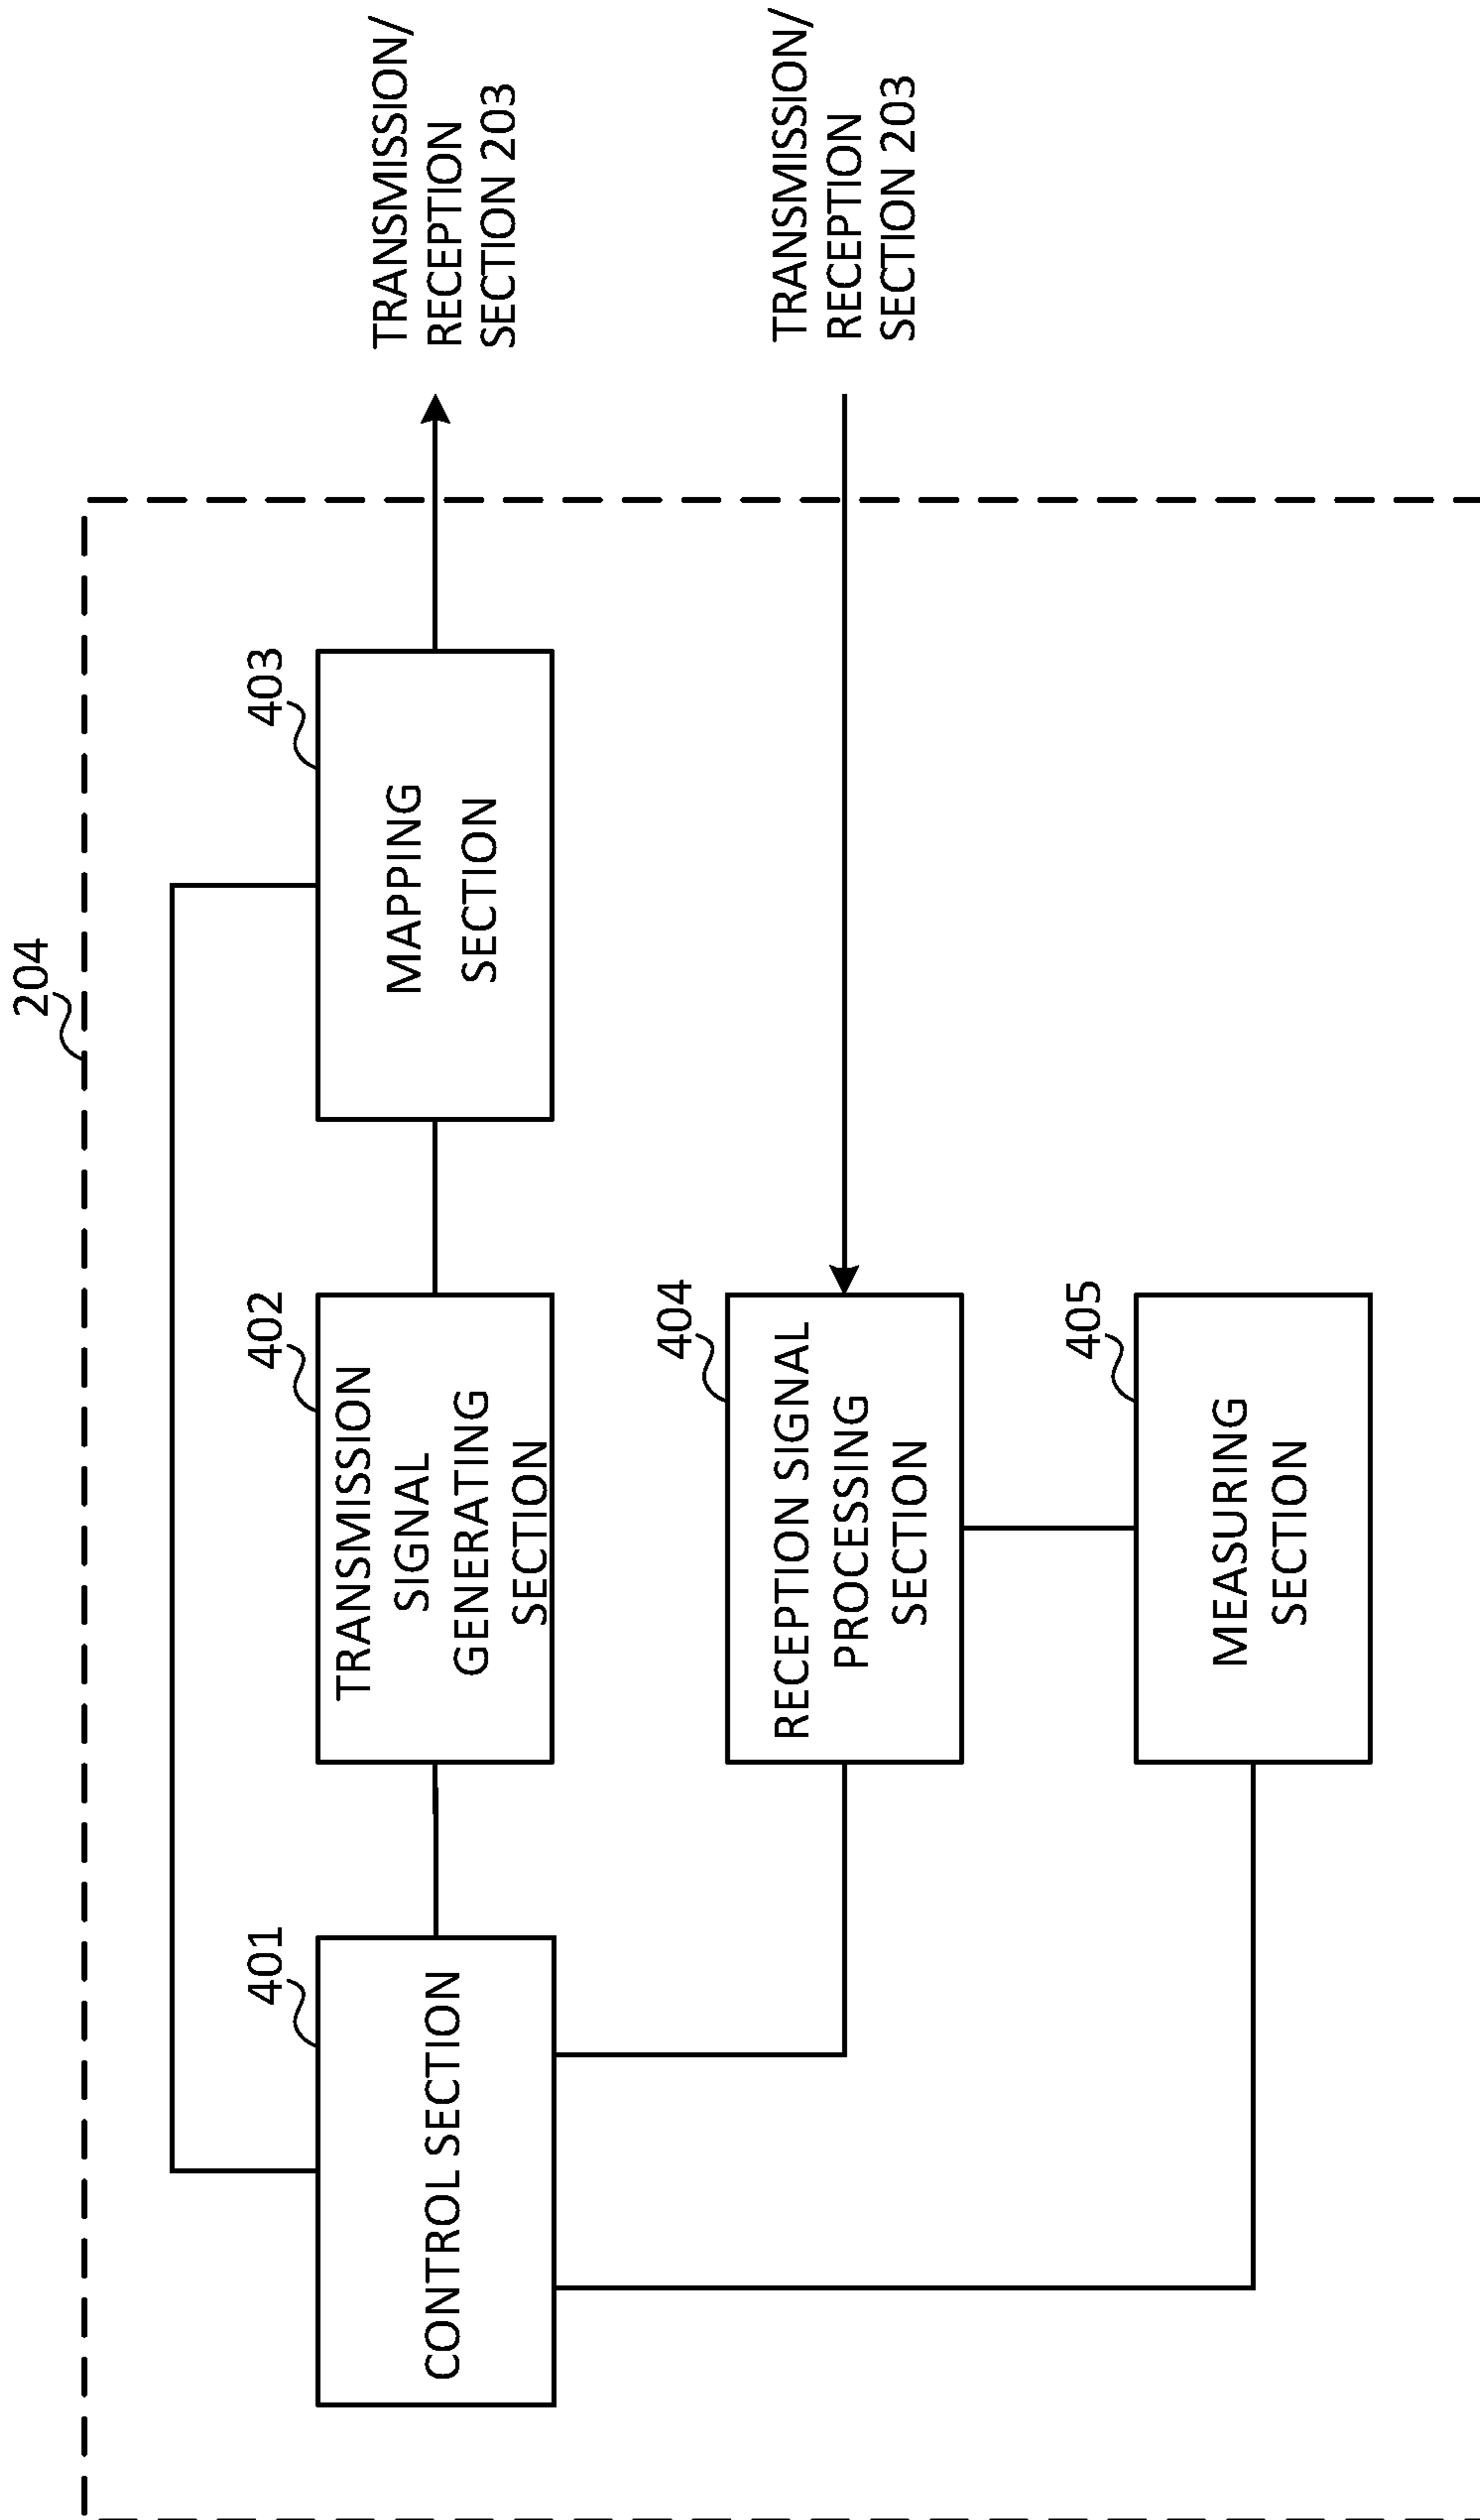 204
401
CONTROL SECTION
402
TRANSMISSION
SIGNAL
GENERATING
SECTION
403
MAPPING
SECTION
TRANSMISSION/
RECEPTION
SECTION 203
404
RECEPTION SIGNAL
PROCESSING
SECTION
TRANSMISSION/
RECEPTION
SECTION 203
405
MEASURING
SECTION